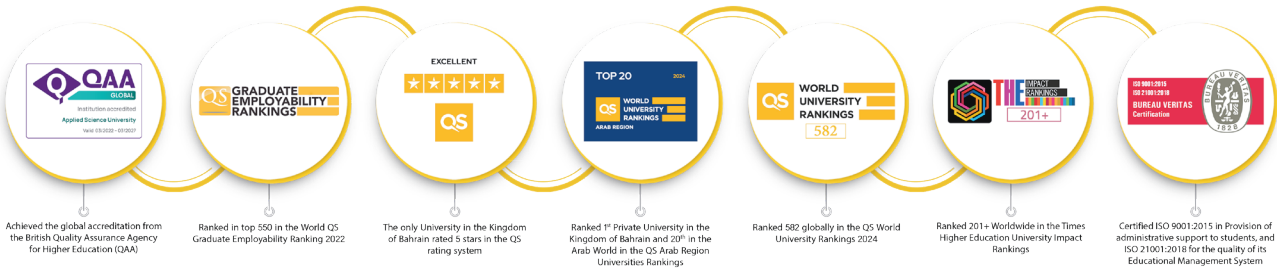 QAA
GLOBAL
Institution accredited
Applied Science University
Valid 03/2022 - 03/2027
Achieved the global accreditation from
the British Quality Assurance Agency
for Higher Education (QAA)
QS GRADUATE
EMPLOYABILITY
RANKINGS
Ranked in top 550 in the World QS
Graduate Employability Ranking 2022
EXCELLENT
QS
The only University in the Kingdom
of Bahrain rated 5 stars in the QS
rating system
TOP 20
2024
QS
WORLD
UNIVERSITY
RANKINGS
ARAB REGION
Ranked 1st Private University in the
Kingdom of Bahrain and 20th in the
Arab World in the QS Arab Region
Universities Rankings
QS
WORLD
UNIVERSITY
RANKINGS
582
Ranked 582 globally in the QS World
University Rankings 2024
THE IMPACT
RANKINGS
201+
Ranked 201+ Worldwide in the Times
Higher Education University Impact
Rankings
ISO 9001:2015
ISO 21001:2018
BUREAU VERITAS
Certification
BUREAU VERITAS
1828
Certified ISO 9001:2015 in Provision of
administrative support to students, and
ISO 21001:2018 for the quality of its
Educational Management System